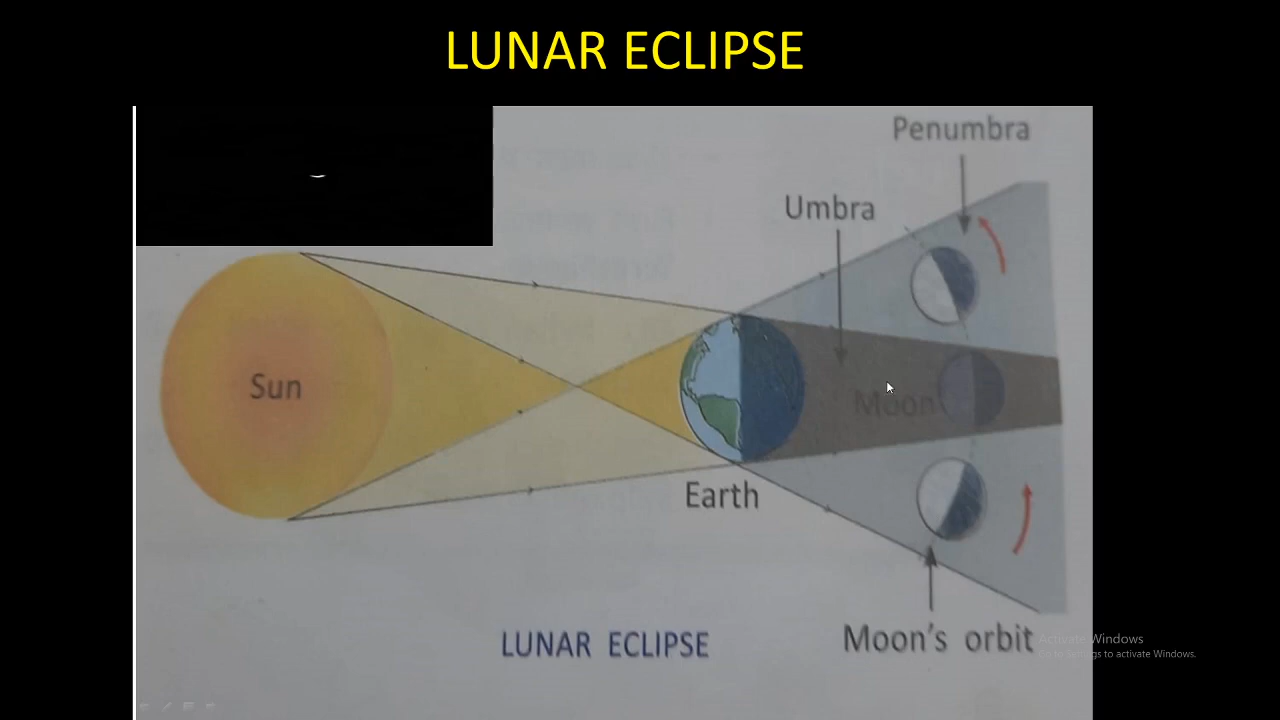 LUNAR ECLIPSE
Penumbra
Umbra
Sun
Moon
Earth
Moon's orbit
LUNAR ECLIPSE
Activate Windows
Go to Settings to activate Windows.